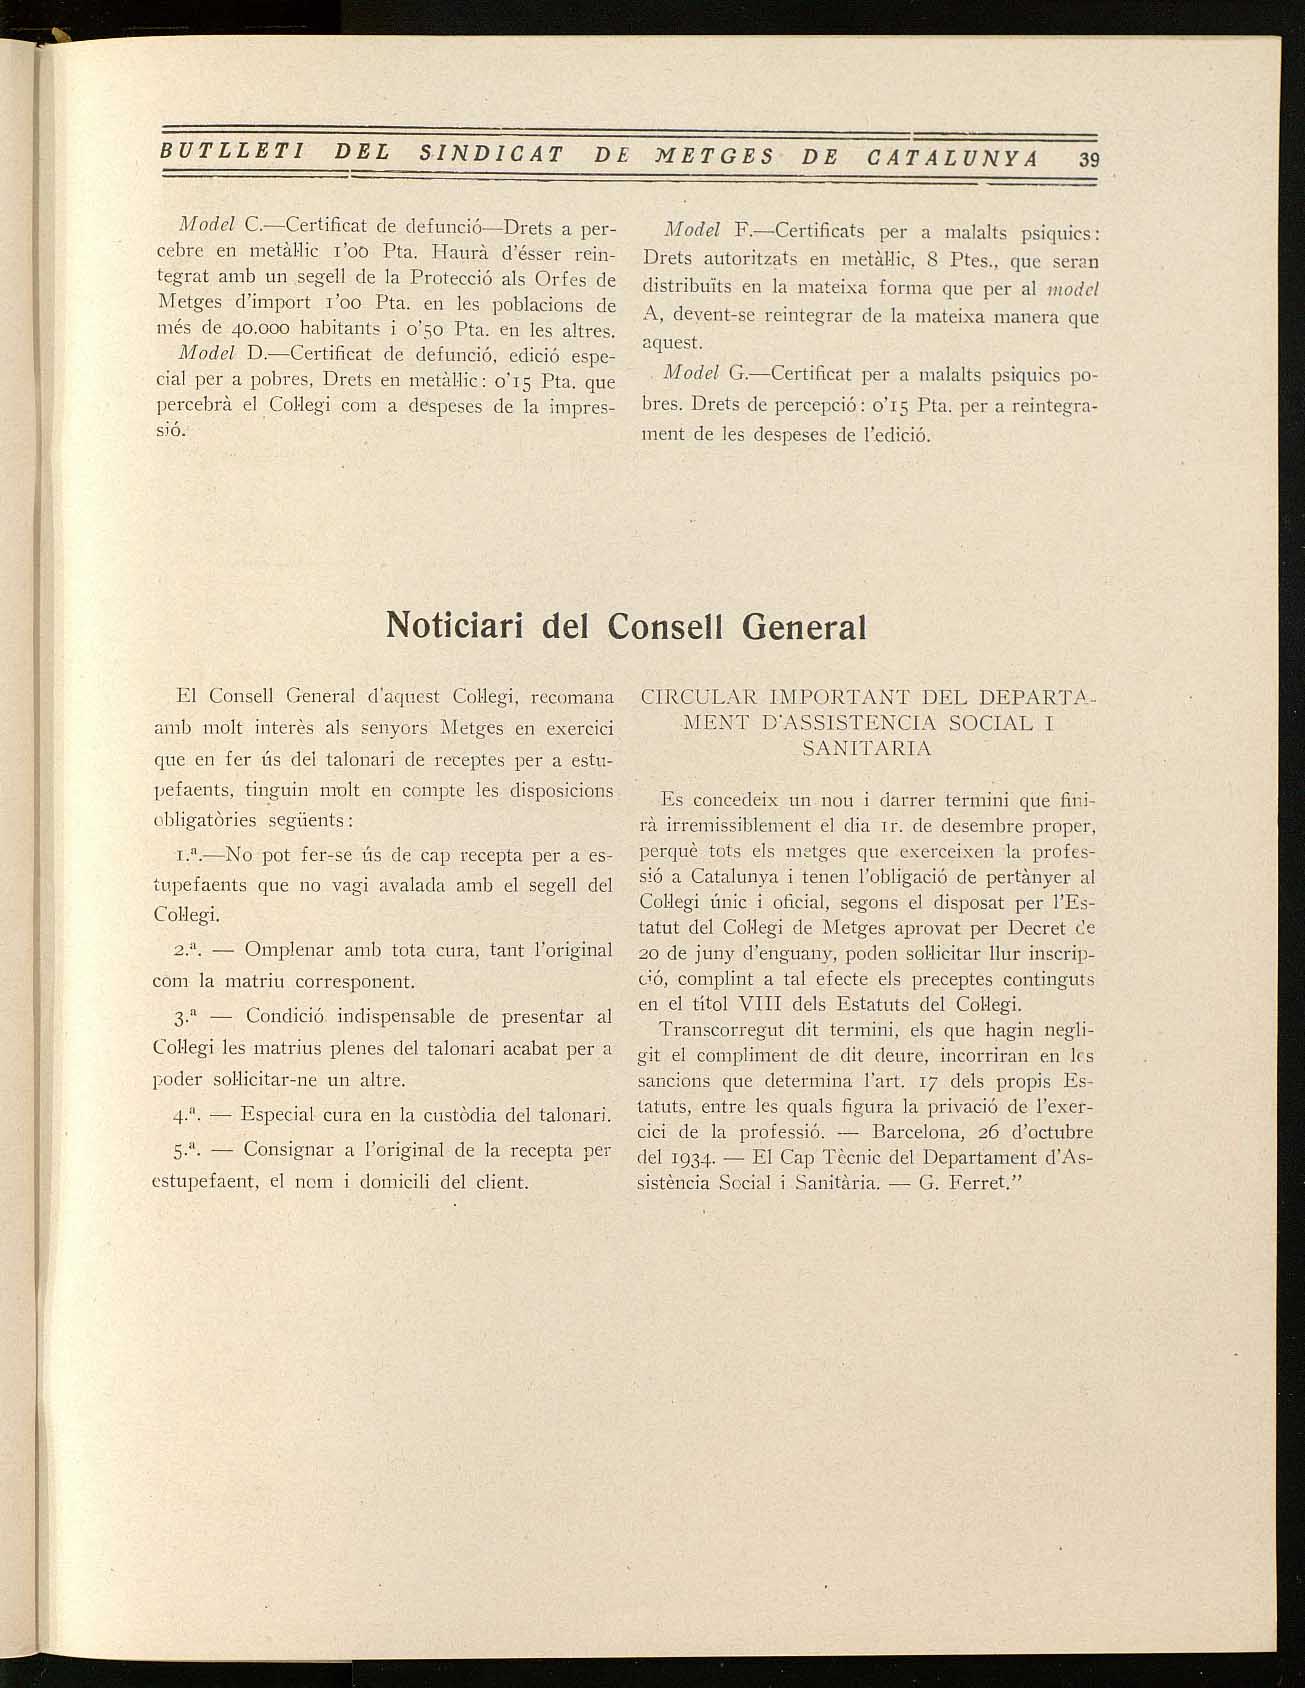 BUTLLETI DEL SINDICAT DE METGES DE CATALUNYA 39
Model C.—Certificat de defunció—Drets a per-
cebre en metàl·lic 1'00 Pta. Haurà d'ésser rein-
tegrat amb un segell de la Protecció als Orfes de
Metges d'import 1'00 Pta. en les poblacions de
més de 40.000 habitants i 0'50 Pta. en les altres.
Model D.—Certificat de defunció, edició espe-
cial per a pobres, Drets en metàl·lic: 0'15 Pta. que
percebrà el Col·legi com a despeses de la impres-
sió.
Model F.—Certificats per a malalts psiquics:
Drets autoritzats en metàl·lic, 8 Ptes., que seran
distribuïts en la mateixa forma que per al model
A, devent-se reintegrar de la mateixa manera que
aquest.
Model G.—Certificat per a malalts psiquics po-
bres. Drets de percepció: 0'15 Pta. per a reintegra-
ment de les despeses de l'edició.
Noticiari del Consell General
El Consell General d'aquest Col·legi, recomana
amb molt interès als senyors Metges en exercici
que en fer ús del talonari de receptes per a estu-
pefaents, tinguin molt en compte les disposicions
obligatòries següents:
1.ª.—No pot fer-se ús de cap recepta per a es-
tupefaents que no vagi avalada amb el segell del
Col·legi.
2.ª. — Omplenar amb tota cura, tant l'original
com la matriu corresponent.
3.ª — Condició indispensable de presentar al
Col·legi les matrius plenes del talonari acabat per a
poder sol·licitar-ne un altre.
4.ª. — Especial cura en la custòdia del talonari.
5.ª. — Consignar a l'original de la recepta per
estupefaent, el nom i domicili del client.
CIRCULAR IMPORTANT DEL DEPARTA-
MENT D'ASSISTENCIA SOCIAL I
SANITARIA
Es concedeix un nou i darrer termini que fini-
rà irremissiblement el dia 1r. de desembre proper,
perquè tots els metges que exerceixen la profes-
sió a Catalunya i tenen l'obligació de pertànyer al
Col·legi únic i oficial, segons el disposat per l'Es-
tatut del Col·legi de Metges aprovat per Decret de
20 de juny d'enguany, poden sol·licitar llur inscrip-
ció, complint a tal efecte els preceptes continguts
en el títol VIII dels Estatuts del Col·legi.
Transcorregut dit termini, els que hagin negli-
git el compliment de dit deure, incorriran en les
sancions que determina l'art. 17 dels propis Es-
tatuts, entre les quals figura la privació de l'exer-
cici de la professió. — Barcelona, 26 d'octubre
del 1934. — El Cap Tècnic del Departament d'As-
sistència Social i Sanitària. — G. Ferret."